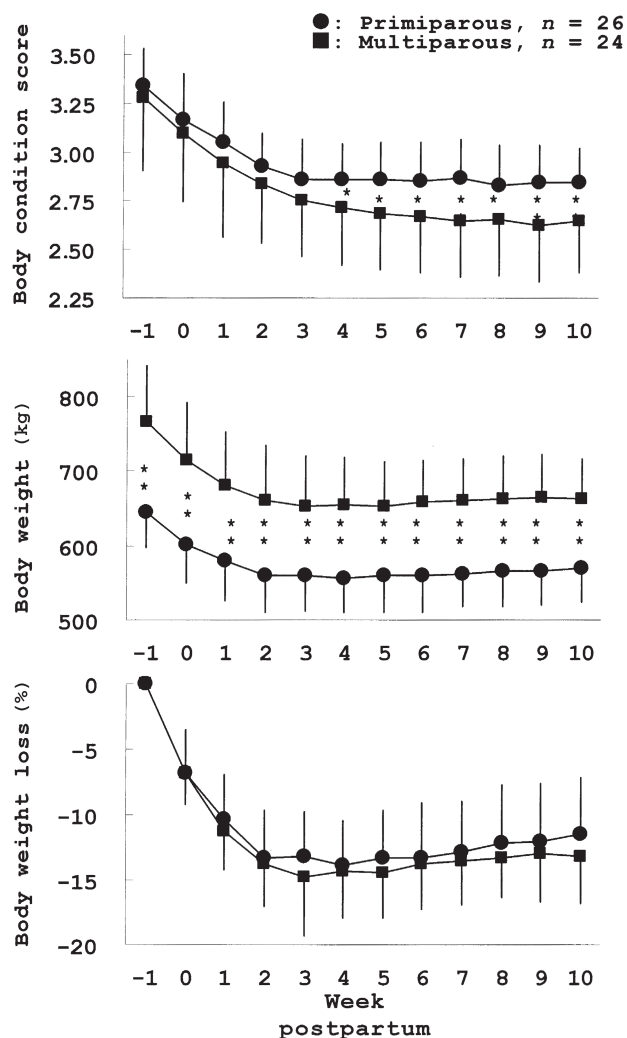 ●: Primiparous, n = 26
■: Multiparous, n = 24
Body condition score
3.50
3.25
3.00
2.75
2.50
2.25
* * * * * * *
* *
-1 0 1 2 3 4 5 6 7 8 9 10
Body weight (kg)
800
700
600
500
* * * * * * * * * * * *
* * * * * * * * * * * *
-1 0 1 2 3 4 5 6 7 8 9 10
Body weight loss (%)
0
-5
-10
-15
-20
-1 0 1 2 3 4 5 6 7 8 9 10
Week
postpartum